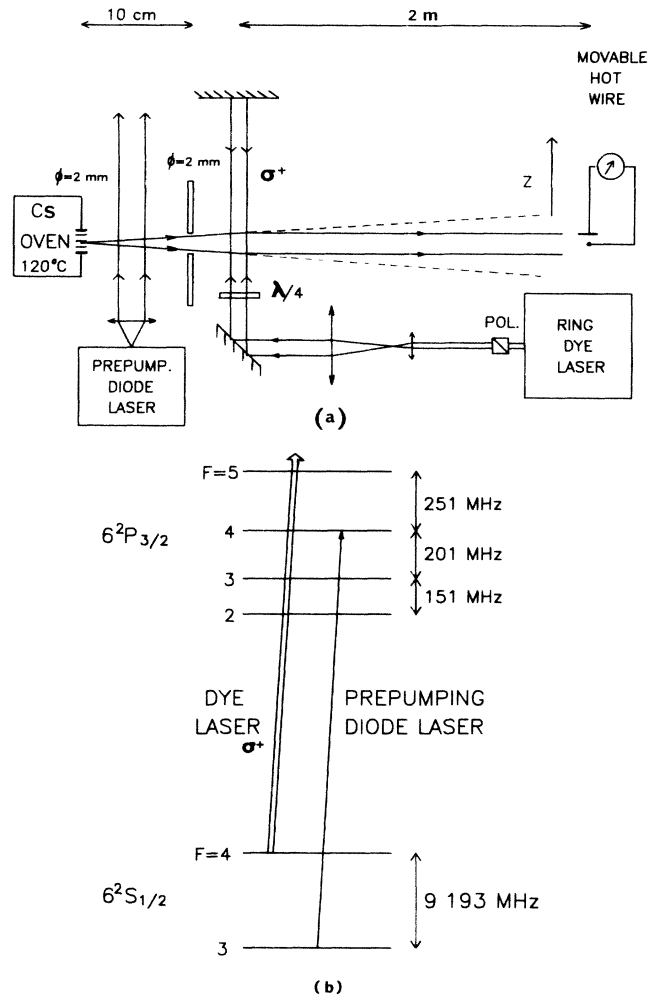 10 cm
2 m
MOVABLE
HOT
WIRE
ϕ=2 mm
ϕ=2 mm
σ+
Z
Cs
OVEN
120°C
λ/4
POL.
RING
DYE
LASER
PREPUMP.
DIODE
LASER
(a)
F=5
251 MHz
6²P3/2
4
201 MHz
3
151 MHz
2
DYE
LASER
σ+
PREPUMPING
DIODE LASER
F=4
6²S1/2
9 193 MHz
3
(b)